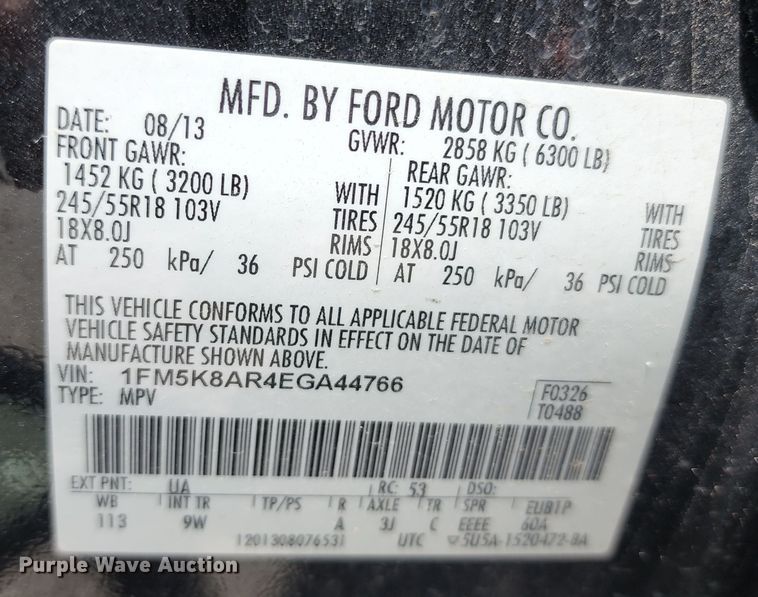 MFD. BY FORD MOTOR CO.
DATE: 08/13 GVWR: 2858 KG ( 6300 LB)
FRONT GAWR: REAR GAWR:
1452 KG ( 3200 LB) WITH 1520 KG ( 3350 LB) WITH
245/55R18 103V TIRES 245/55R18 103V TIRES
18X8.0J RIMS 18X8.0J RIMS
AT 250 kPa/ 36 PSI COLD AT 250 kPa/ 36 PSI COLD
THIS VEHICLE CONFORMS TO ALL APPLICABLE FEDERAL MOTOR
VEHICLE SAFETY STANDARDS IN EFFECT ON THE DATE OF
MANUFACTURE SHOWN ABOVE.
VIN: 1FM5K8AR4EGA44766 F0326
TYPE: MPV T0488
EXT PNT: UA RC: 53 DSO:
WB INT TR TP/PS R AXLE TR SPR EUB1P
113 9W A 3J C EEEE 60A
UTC 5U5A-1520472-BA
Purple Wave Auction